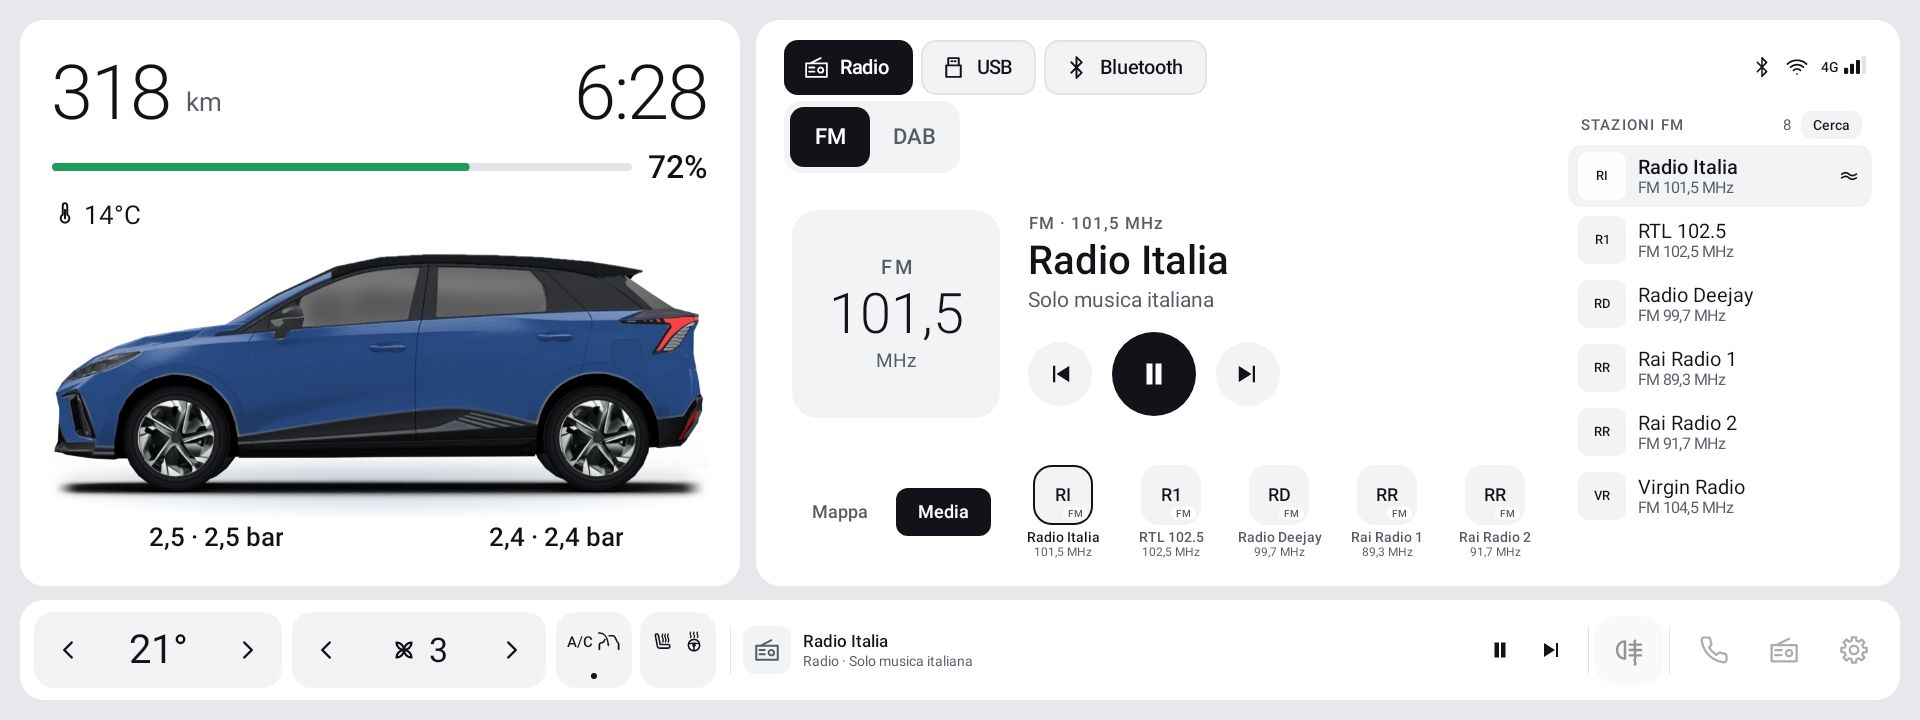 318 km
6:28
72%
14°C
2,5 · 2,5 bar
2,4 · 2,4 bar
Radio
USB
Bluetooth
4G
FM
DAB
FM
101,5
MHz
FM · 101,5 MHz
Radio Italia
Solo musica italiana
Mappa
Media
RI
FM
Radio Italia
101,5 MHz
R1
FM
RTL 102.5
102,5 MHz
RD
FM
Radio Deejay
99,7 MHz
RR
FM
Rai Radio 1
89,3 MHz
RR
FM
Rai Radio 2
91,7 MHz
STAZIONI FM
8
Cerca
RI
Radio Italia
FM 101,5 MHz
R1
RTL 102.5
FM 102,5 MHz
RD
Radio Deejay
FM 99,7 MHz
RR
Rai Radio 1
FM 89,3 MHz
RR
Rai Radio 2
FM 91,7 MHz
VR
Virgin Radio
FM 104,5 MHz
21°
3
A/C
Radio Italia
Radio · Solo musica italiana